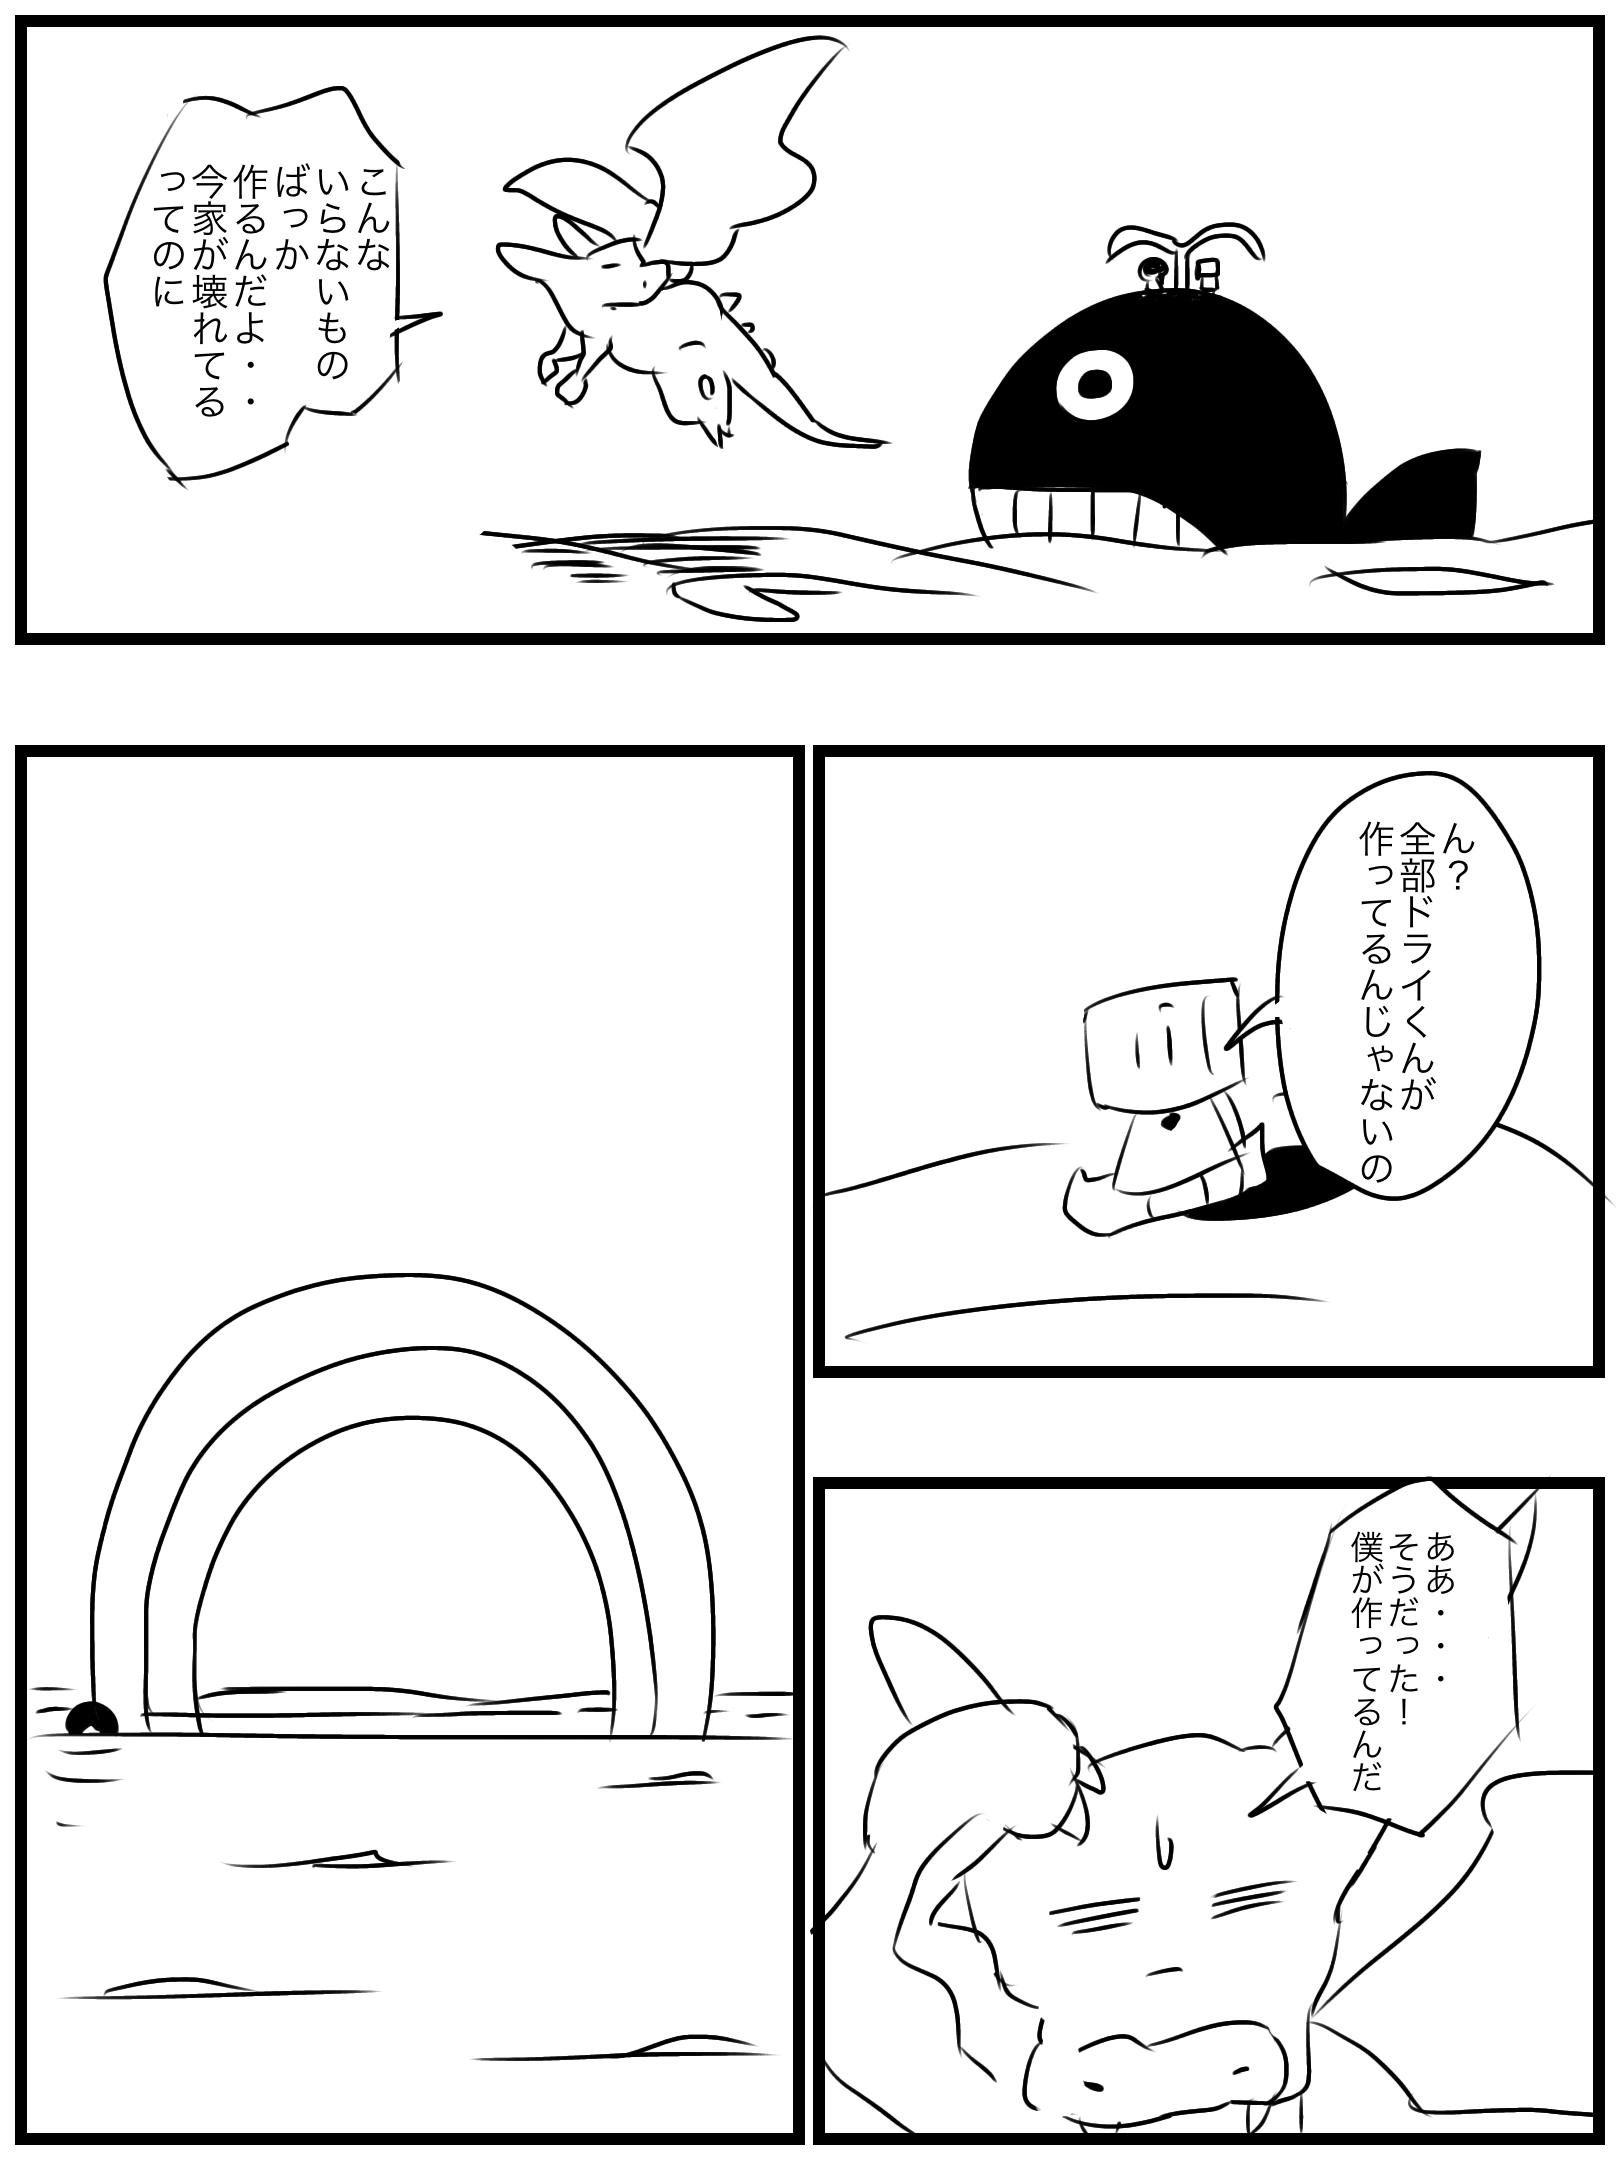 こんな
いらないもの
ばっか
作るんだよ・・
今家が壊れてる
ってのに
ん？
全部ドライくんが
作ってるんじゃないの
ああ・・・
そうだった！
僕が作ってるんだ